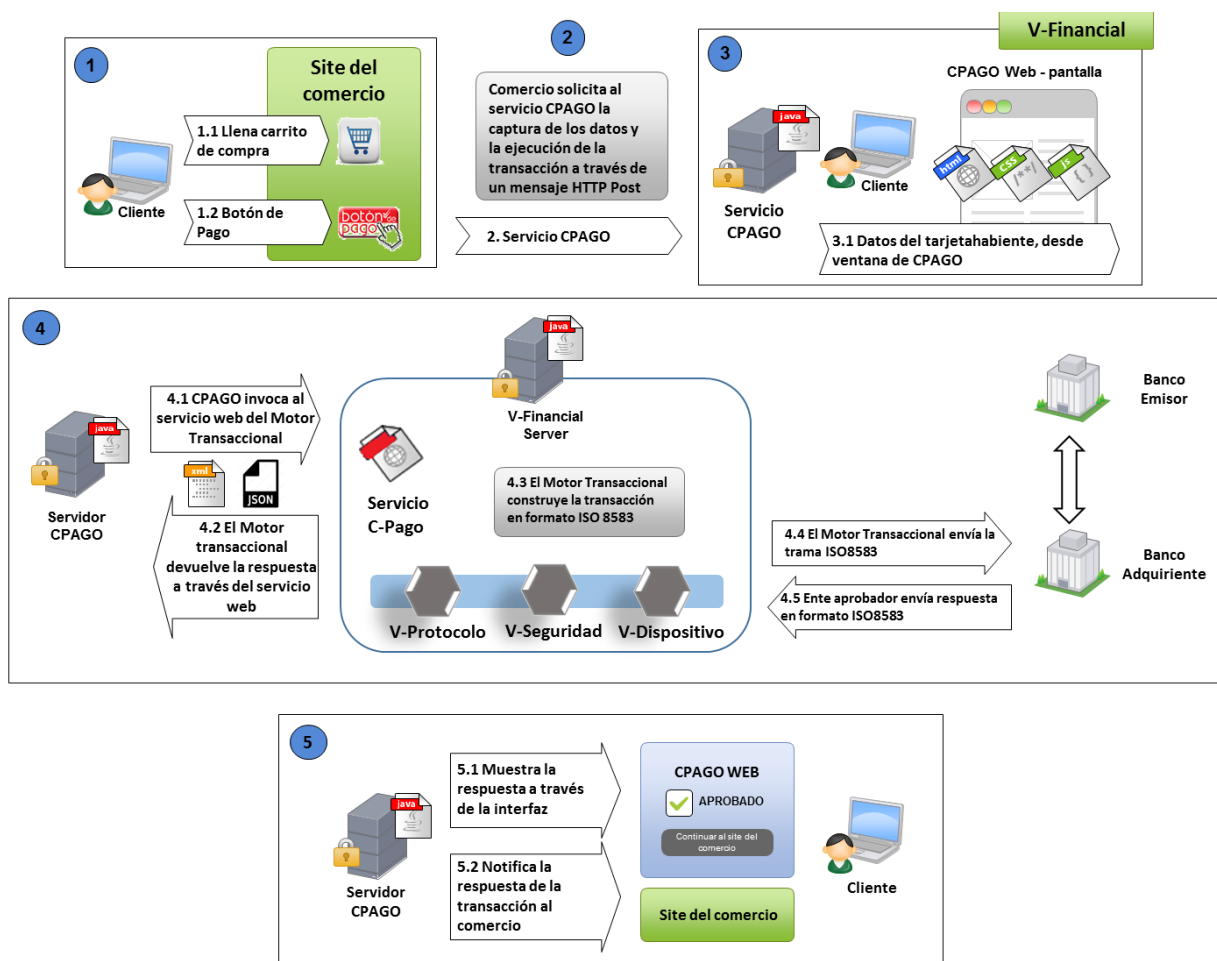 1
Site del
comercio
1.1 Llena carrito
de compra
Cliente
1.2 Botón de
Pago
botón de
pago
2
Comercio solicita al
servicio CPAGO la
captura de los datos y
la ejecución de la
transacción a través de
un mensaje HTTP Post
2. Servicio CPAGO
V-Financial
3
CPAGO Web - pantalla
java
html
CSS
/**/
js
Cliente
Servicio
CPAGO
3.1 Datos del tarjetahabiente, desde
ventana de CPAGO
4
java
V-Financial
Server
4.1 CPAGO invoca al
servicio web del Motor
Transaccional
java
xml
JSON
Servidor
CPAGO
4.2 El Motor
transaccional
devuelve la respuesta
a través del servicio
web
Servicio
C-Pago
4.3 El Motor Transaccional
construye la transacción
en formato ISO 8583
V-Protocolo
V-Seguridad
V-Dispositivo
4.4 El Motor Transaccional envía la
trama ISO8583
4.5 Ente aprobador envía respuesta
en formato ISO8583
Banco
Emisor
Banco
Adquiriente
5
java
Servidor
CPAGO
5.1 Muestra la
respuesta a través
de la interfaz
5.2 Notifica la
respuesta de la
transacción al
comercio
CPAGO WEB
APROBADO
Continuar al site del
comercio
Site del comercio
Cliente